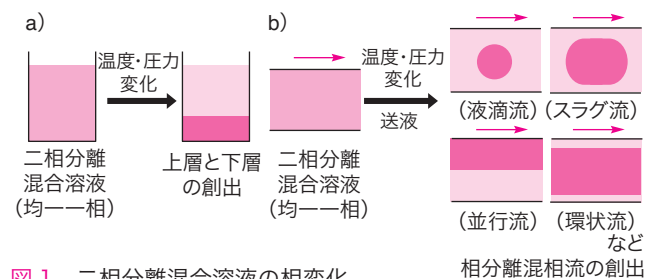 a)
温度・圧力
変化
二相分離
混合溶液
(均一一相)
上層と下層
の創出
b)
温度・圧力
変化
送液
二相分離
混合溶液
(均一一相)
(液滴流)
(スラグ流)
(並行流)
(環状流)
など
相分離混相流の創出
図 1 二相分離混合溶液の相変化